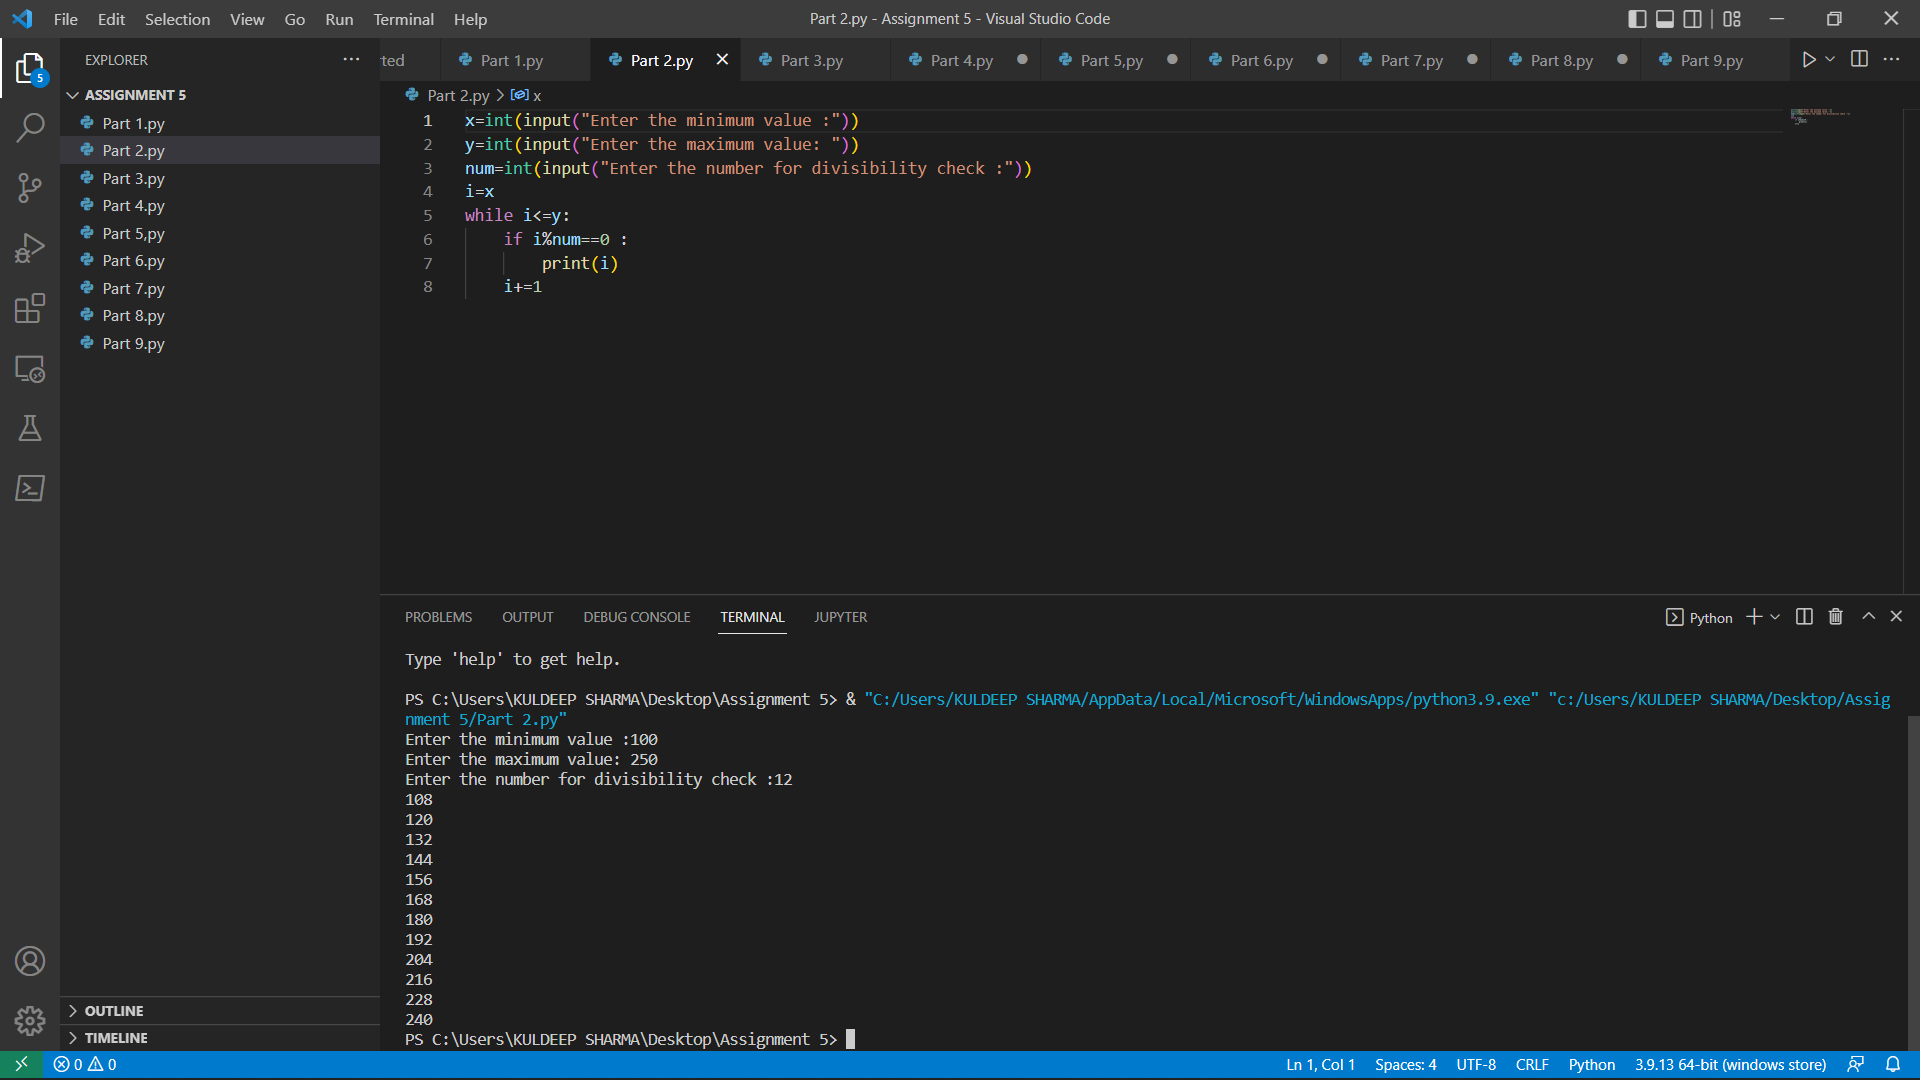 File Edit Selection View Go Run Terminal Help
Part 2.py - Assignment 5 - Visual Studio Code
EXPLORER
5
ASSIGNMENT 5
Part 1.py
Part 2.py
Part 3.py
Part 4.py
Part 5,py
Part 6.py
Part 7.py
Part 8.py
Part 9.py
OUTLINE
TIMELINE
ted Part 1.py Part 2.py Part 3.py Part 4.py Part 5,py Part 6.py Part 7.py Part 8.py Part 9.py
Part 2.py > x
1 x=int(input("Enter the minimum value :"))
2 y=int(input("Enter the maximum value: "))
3 num=int(input("Enter the number for divisibility check :"))
4 i=x
5 while i<=y:
6     if i%num==0 :
7         print(i)
8     i+=1
PROBLEMS OUTPUT DEBUG CONSOLE TERMINAL JUPYTER
Python
Type 'help' to get help.
PS C:\Users\KULDEEP SHARMA\Desktop\Assignment 5> & "C:/Users/KULDEEP SHARMA/AppData/Local/Microsoft/WindowsApps/python3.9.exe" "c:/Users/KULDEEP SHARMA/Desktop/Assig
nment 5/Part 2.py"
Enter the minimum value :100
Enter the maximum value: 250
Enter the number for divisibility check :12
108
120
132
144
156
168
180
192
204
216
228
240
PS C:\Users\KULDEEP SHARMA\Desktop\Assignment 5>
0 0
Ln 1, Col 1 Spaces: 4 UTF-8 CRLF Python 3.9.13 64-bit (windows store)